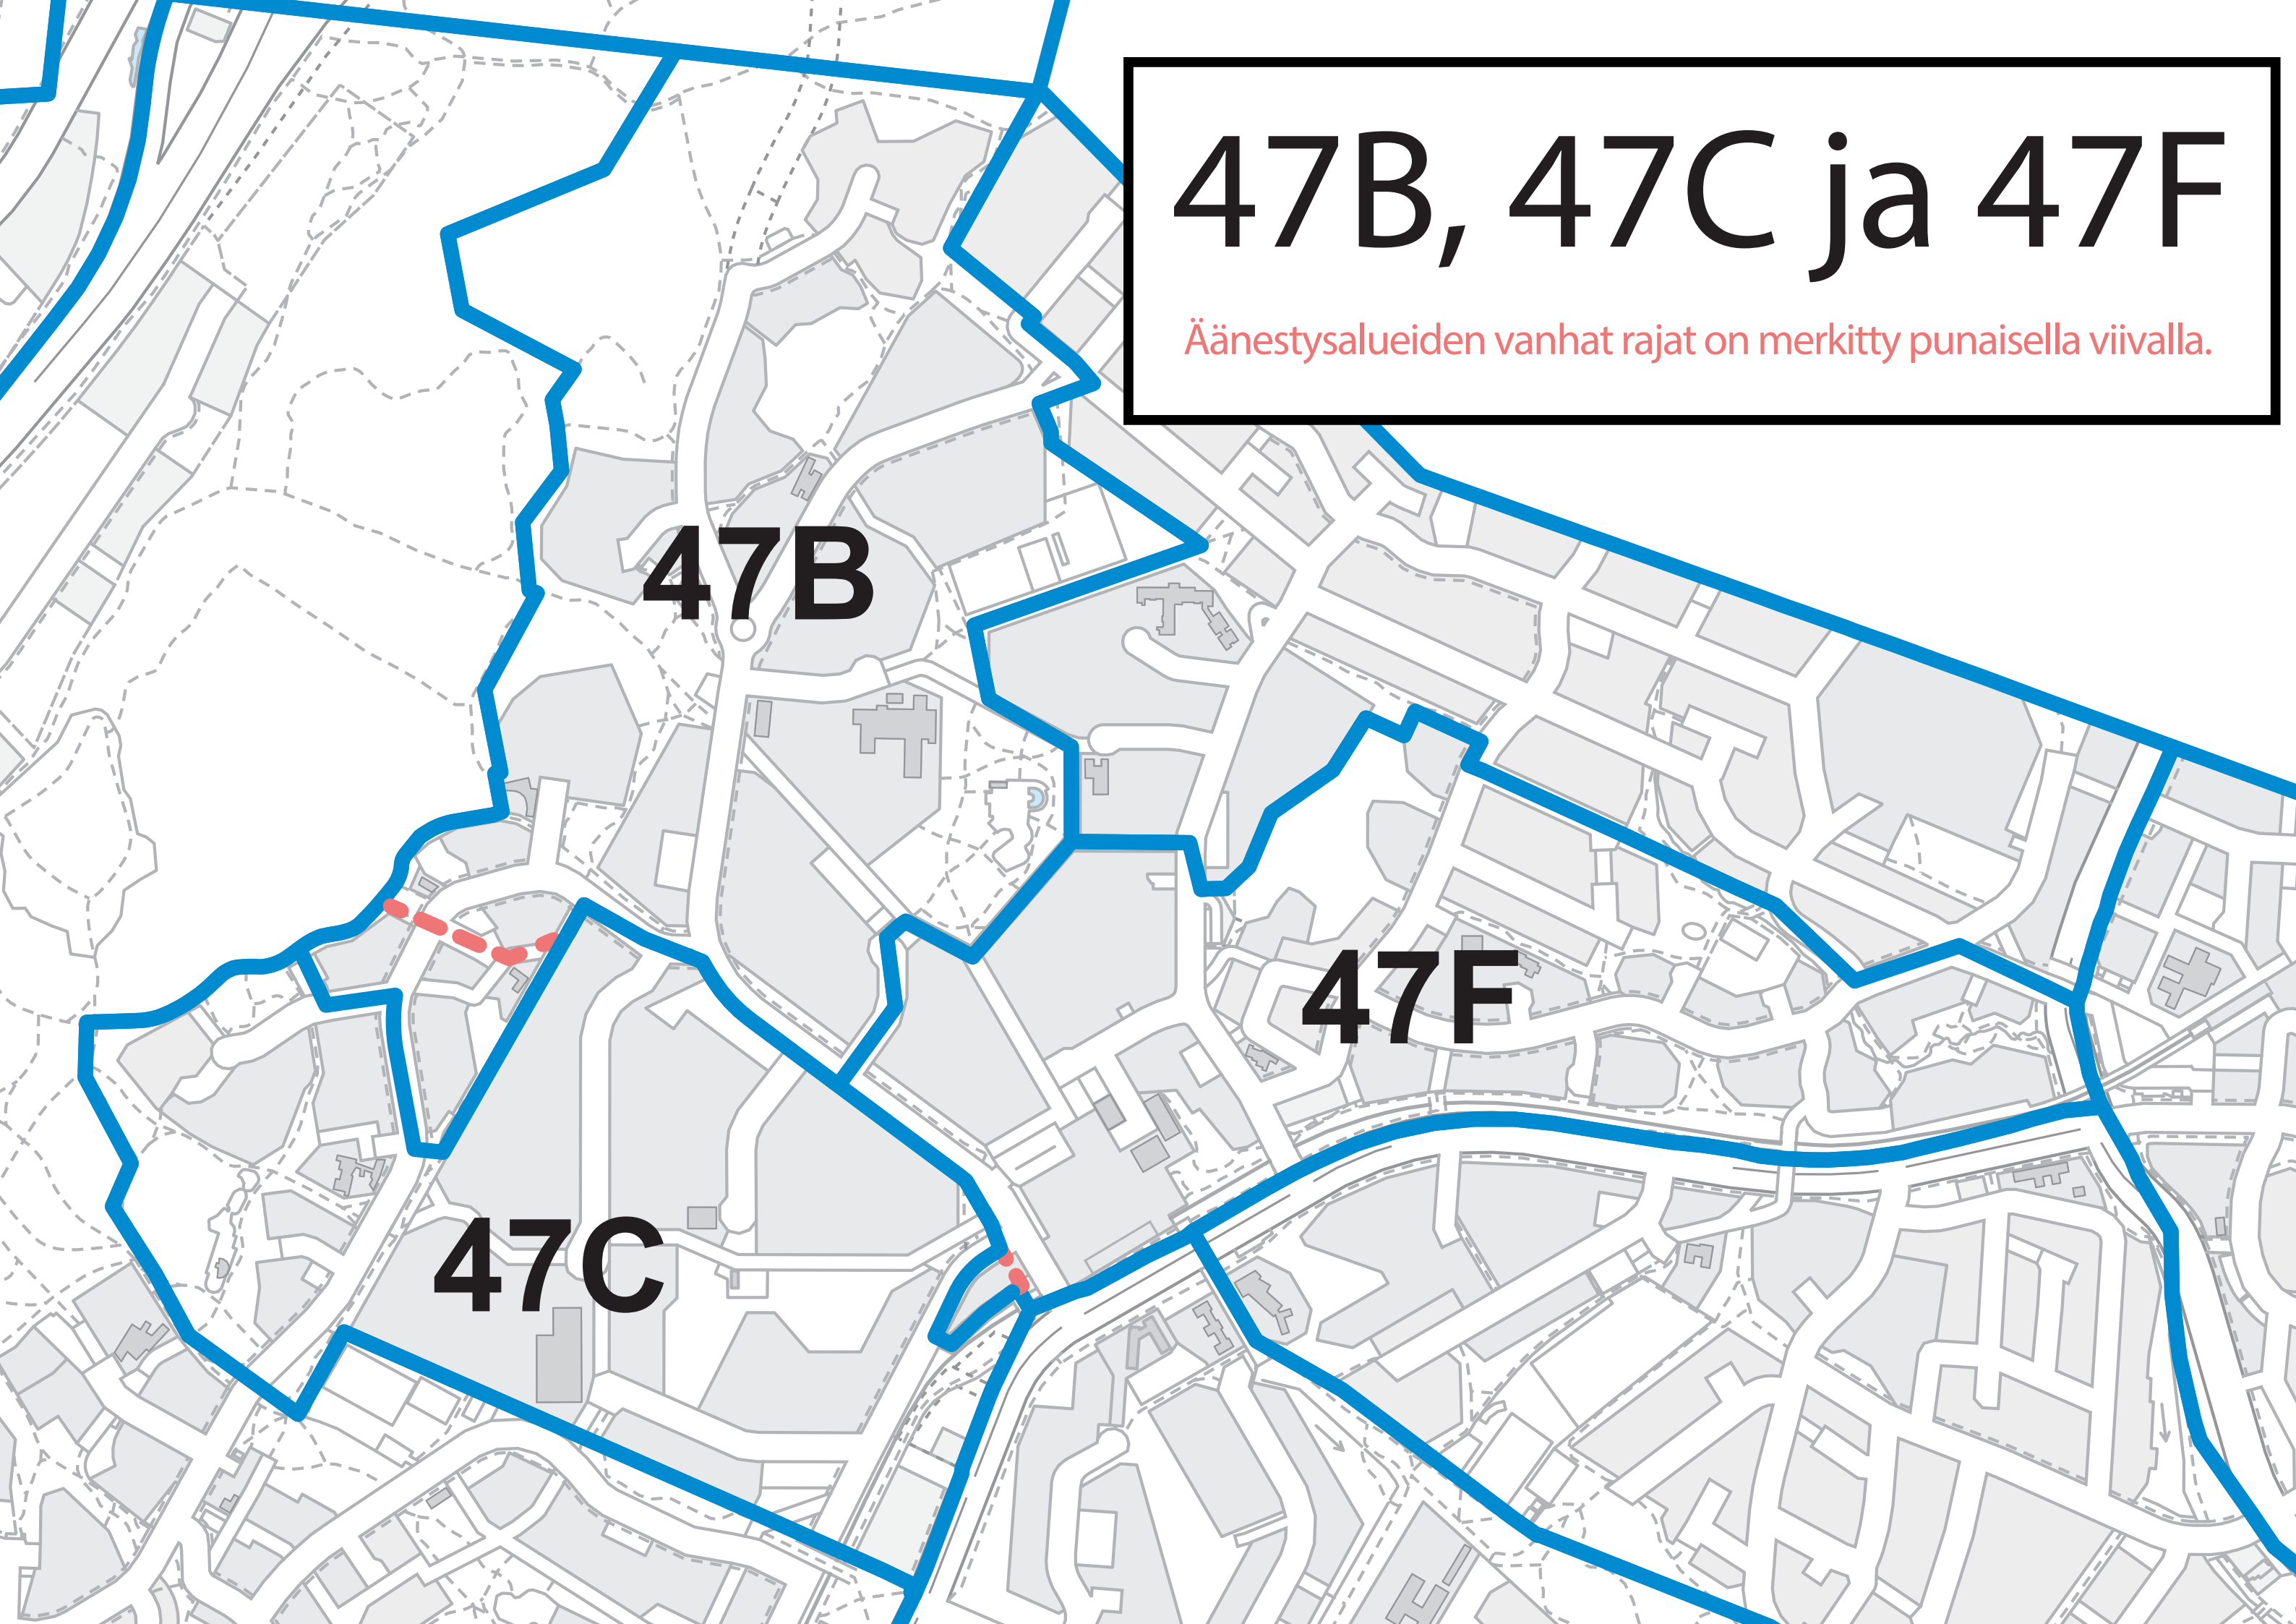 47B, 47C ja 47F
Äänestysalueiden vanhat rajat on merkitty punaisella viivalla.
47B
47F
47C